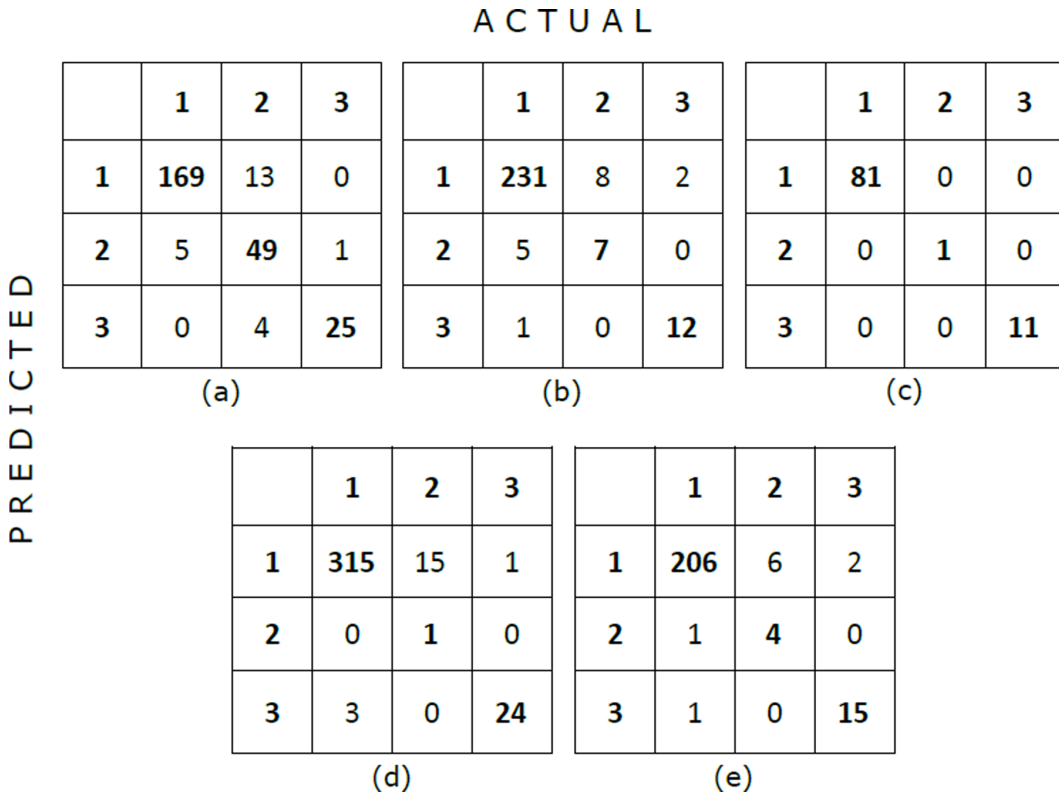 ACTUAL
PREDICTED
1 2 3
1 169 13 0
2 5 49 1
3 0 4 25
(a)
1 2 3
1 231 8 2
2 5 7 0
3 1 0 12
(b)
1 2 3
1 81 0 0
2 0 1 0
3 0 0 11
(c)
1 2 3
1 315 15 1
2 0 1 0
3 3 0 24
(d)
1 2 3
1 206 6 2
2 1 4 0
3 1 0 15
(e)